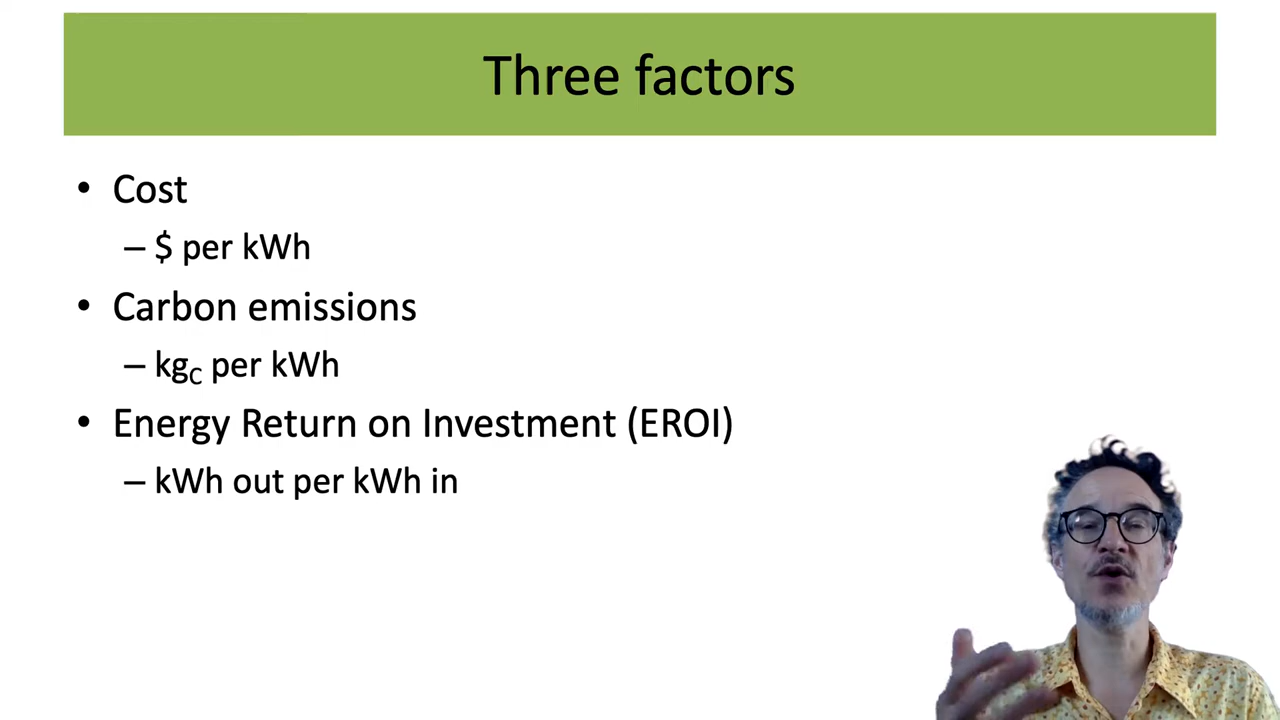 Three factors
• Cost
– $ per kWh
• Carbon emissions
– kgC per kWh
• Energy Return on Investment (EROI)
– kWh out per kWh in